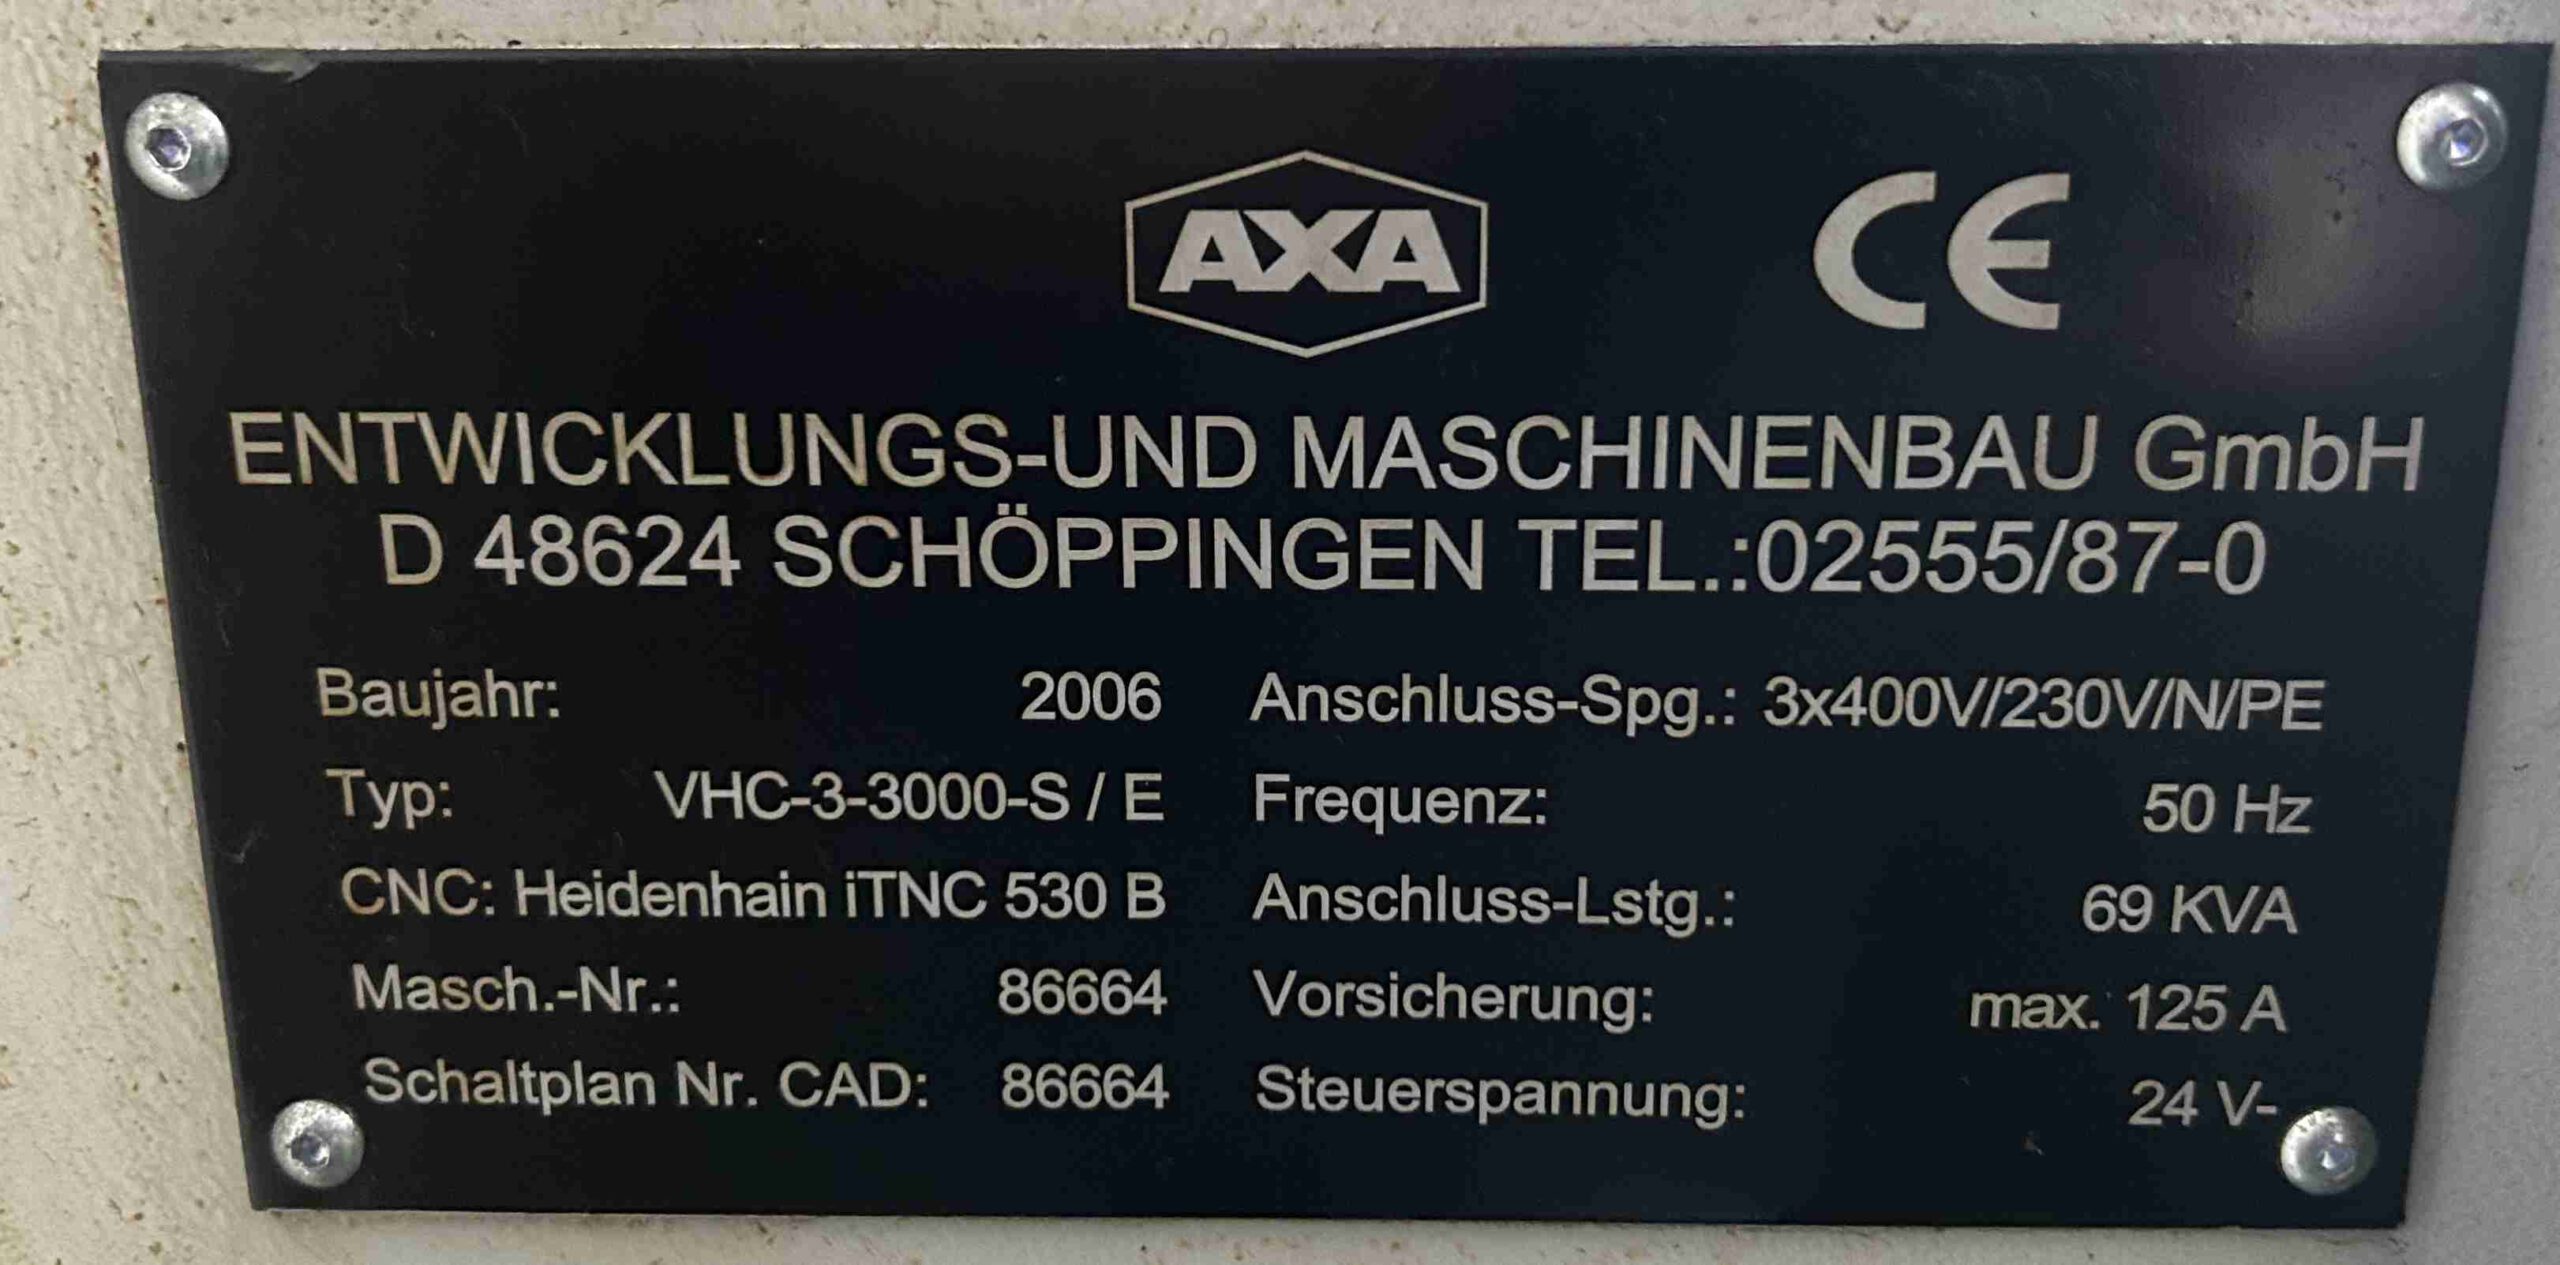 AXA CE
ENTWICKLUNGS-UND MASCHINENBAU GmbH
D 48624 SCHÖPPINGEN TEL.:02555/87-0
Baujahr: 2006 Anschluss-Spg.: 3x400V/230V/N/PE
Typ: VHC-3-3000-S / E Frequenz: 50 Hz
CNC: Heidenhain iTNC 530 B Anschluss-Lstg.: 69 KVA
Masch.-Nr.: 86664 Vorsicherung: max. 125 A
Schaltplan Nr. CAD: 86664 Steuerspannung: 24 V-